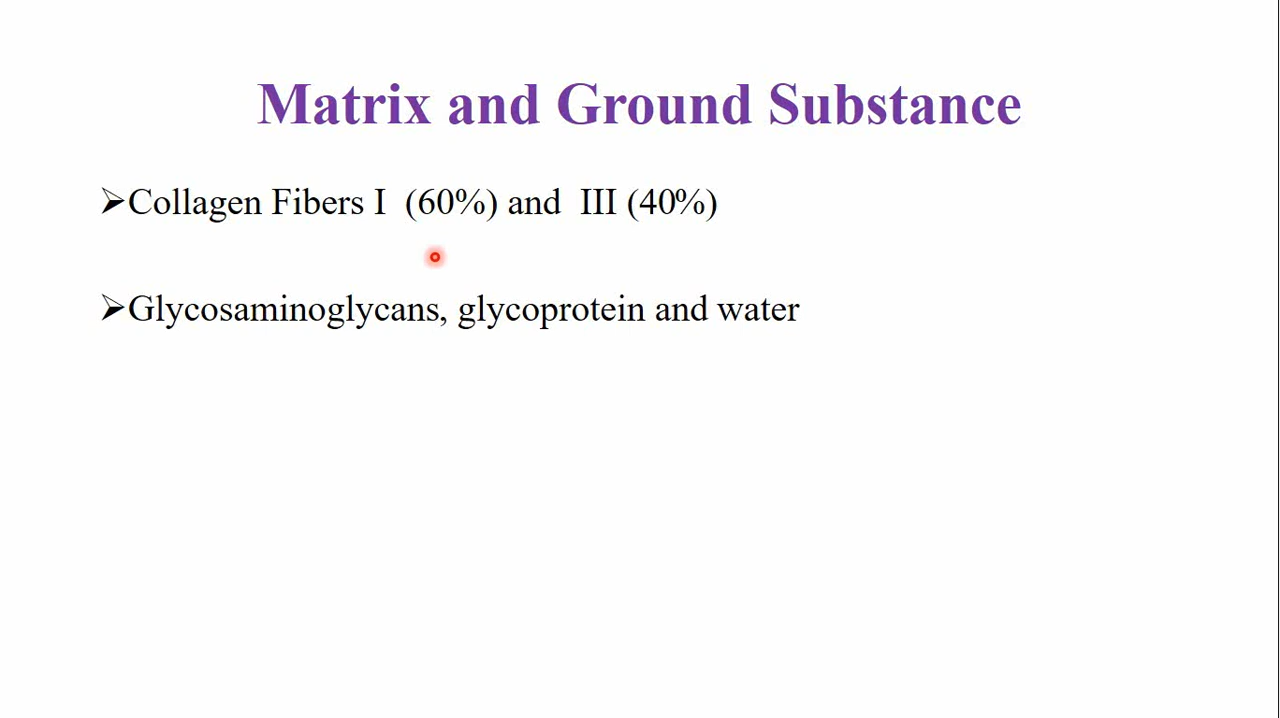 Matrix and Ground Substance
➢Collagen Fibers I (60%) and III (40%)
➢Glycosaminoglycans, glycoprotein and water